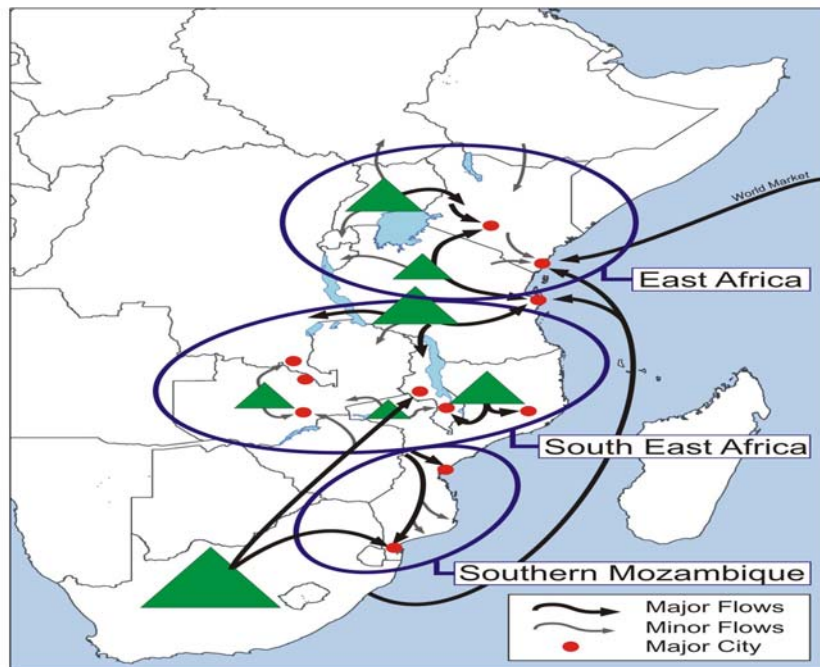 World Market
East Africa
South East Africa
Southern Mozambique
Major Flows
Minor Flows
Major City